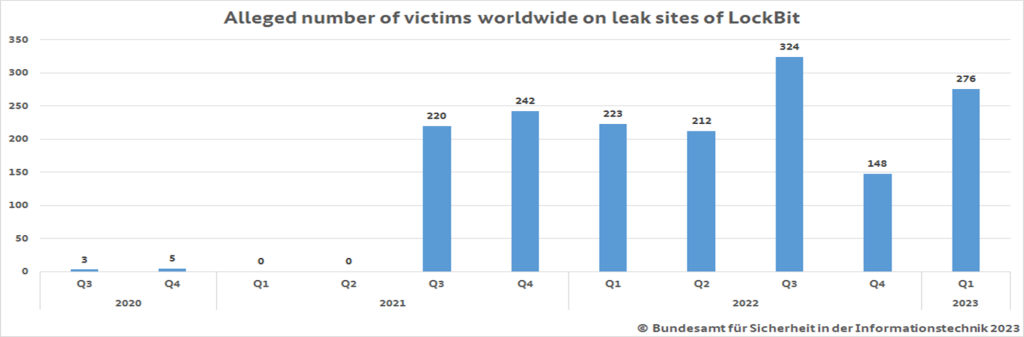 Alleged number of victims worldwide on leak sites of LockBit
350
300
250
200
150
100
50
0
3 5 0 0 220 242 223 212 324 148 276
Q3 Q4 Q1 Q2 Q3 Q4 Q1 Q2 Q3 Q4 Q1
2020 2021 2022 2023
© Bundesamt für Sicherheit in der Informationstechnik 2023